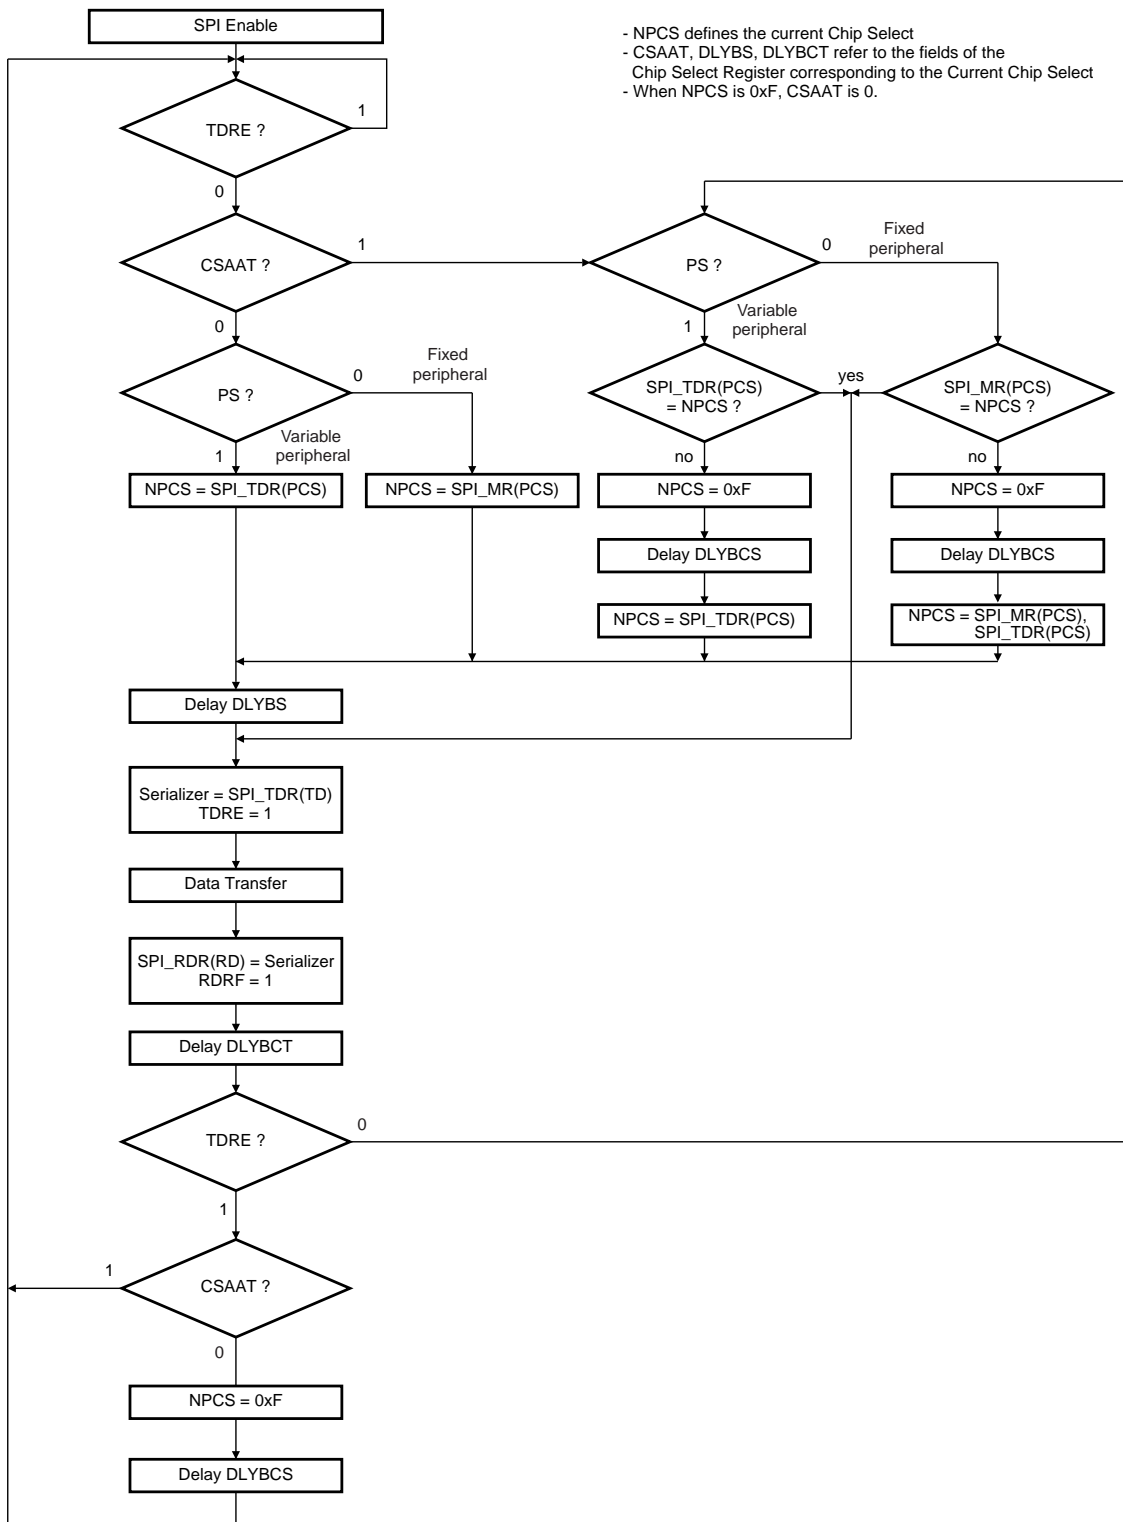 SPI Enable
- NPCS defines the current Chip Select
- CSAAT, DLYBS, DLYBCT refer to the fields of the
Chip Select Register corresponding to the Current Chip Select
- When NPCS is 0xF, CSAAT is 0.
TDRE ?
1
0
CSAAT ?
1
0
PS ?
0
Fixed
peripheral
1
Variable
peripheral
PS ?
0
Fixed
peripheral
1
Variable
peripheral
NPCS = SPI_TDR(PCS)
NPCS = SPI_MR(PCS)
SPI_TDR(PCS)
= NPCS ?
yes
SPI_MR(PCS)
= NPCS ?
no
no
NPCS = 0xF
NPCS = 0xF
Delay DLYBCS
Delay DLYBCS
NPCS = SPI_TDR(PCS)
NPCS = SPI_MR(PCS),
SPI_TDR(PCS)
Delay DLYBS
Serializer = SPI_TDR(TD)
TDRE = 1
Data Transfer
SPI_RDR(RD) = Serializer
RDRF = 1
Delay DLYBCT
TDRE ?
0
1
CSAAT ?
1
0
NPCS = 0xF
Delay DLYBCS